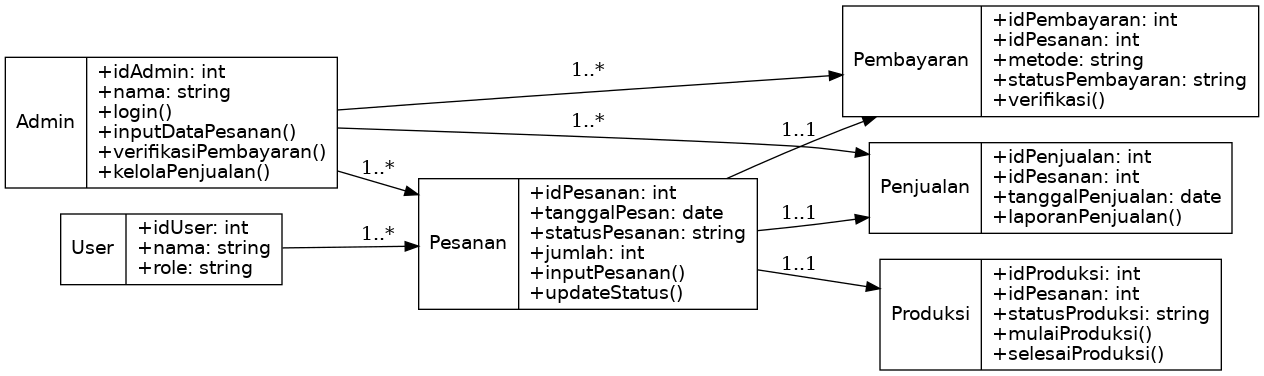 Admin
+idAdmin: int
+nama: string
+login()
+inputDataPesanan()
+verifikasiPembayaran()
+kelolaPenjualan()
User
+idUser: int
+nama: string
+role: string
1..*
1..*
1..*
1..*
Pesanan
+idPesanan: int
+tanggalPesan: date
+statusPesanan: string
+jumlah: int
+inputPesanan()
+updateStatus()
1..1
1..1
1..1
Pembayaran
+idPembayaran: int
+idPesanan: int
+metode: string
+statusPembayaran: string
+verifikasi()
Penjualan
+idPenjualan: int
+idPesanan: int
+tanggalPenjualan: date
+laporanPenjualan()
Produksi
+idProduksi: int
+idPesanan: int
+statusProduksi: string
+mulaiProduksi()
+selesaiProduksi()